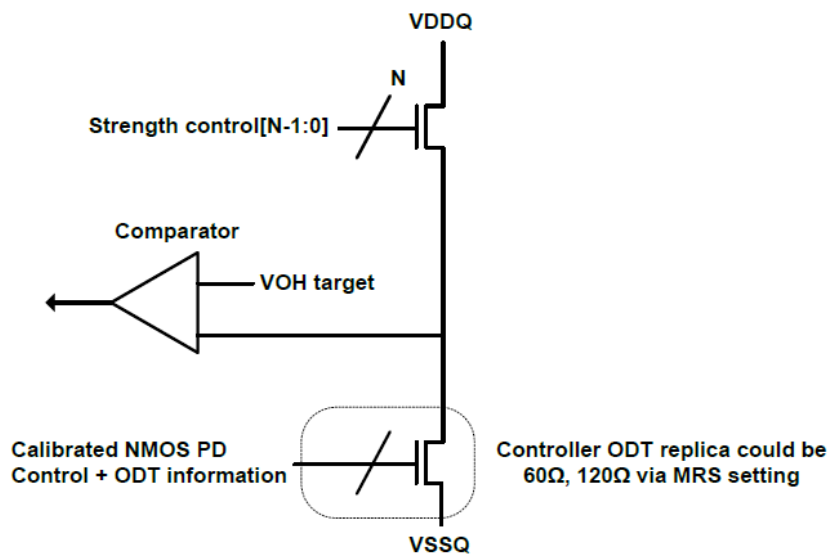 VDDQ
N
Strength control[N-1:0]
Comparator
VOH target
Calibrated NMOS PD
Control + ODT information
Controller ODT replica could be
60Ω, 120Ω via MRS setting
VSSQ